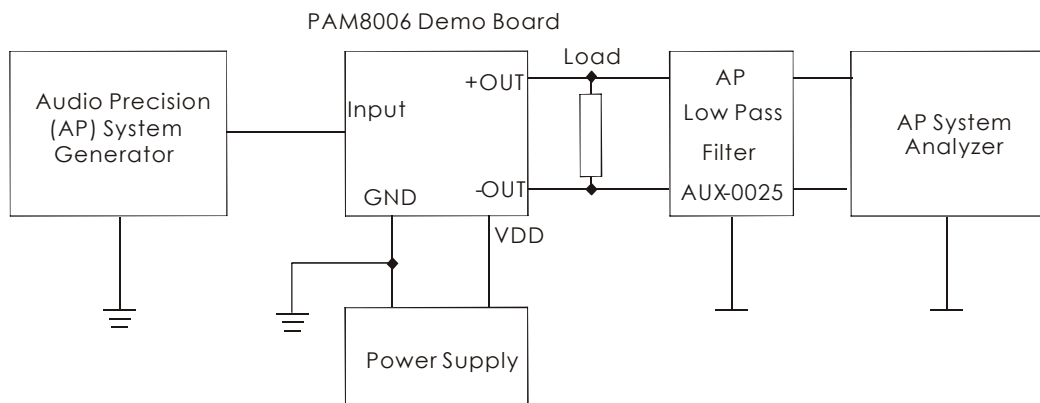 PAM8006 Demo Board
Audio Precision
(AP) System
Generator
Input
GND
+OUT
-OUT
VDD
Load
AP
Low Pass
Filter
AUX-0025
AP System
Analyzer
Power Supply